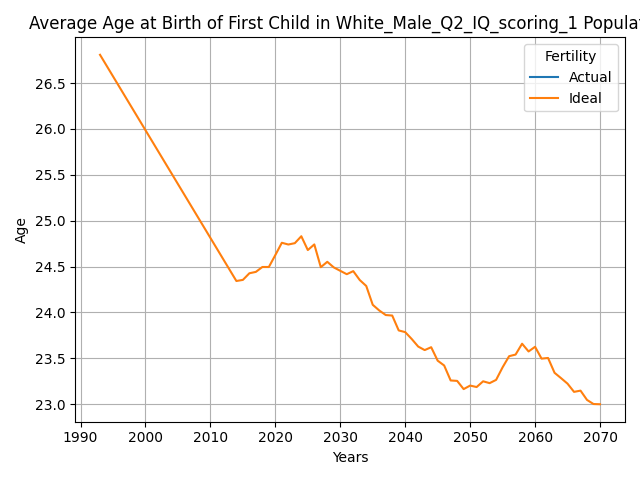 Average Age at Birth of First Child in White_Male_Q2_IQ_scoring_1 Populat
Fertility
Actual
Ideal
26.5
26.0
25.5
25.0
24.5
24.0
23.5
23.0
Age
1990 2000 2010 2020 2030 2040 2050 2060 2070
Years